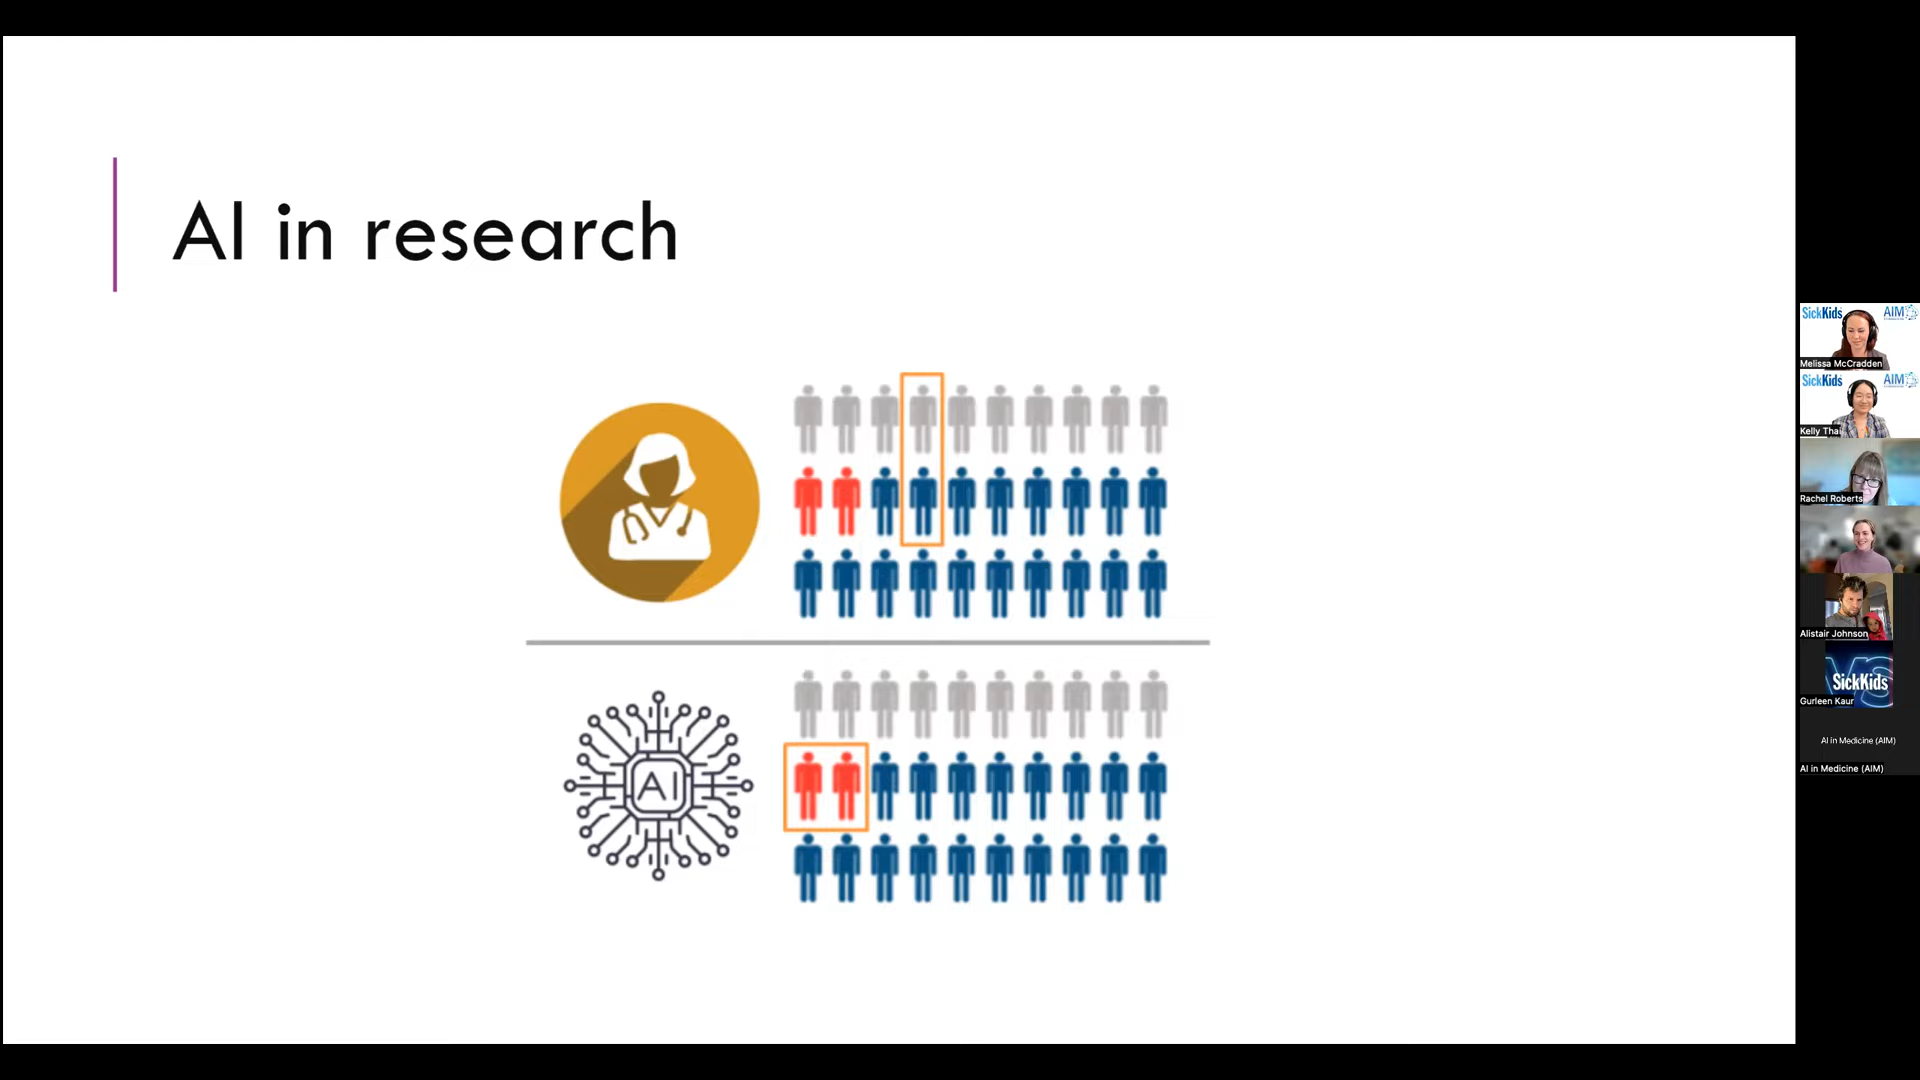 AI in research
AI
SickKids
AIM
Melissa McCradden
SickKids
AIM
Kelly Tha
Rachel Roberts
Alistair Johnson
SickKids
Gurleen Kaur
AI in Medicine (AIM)
AI in Medicine (AIM)